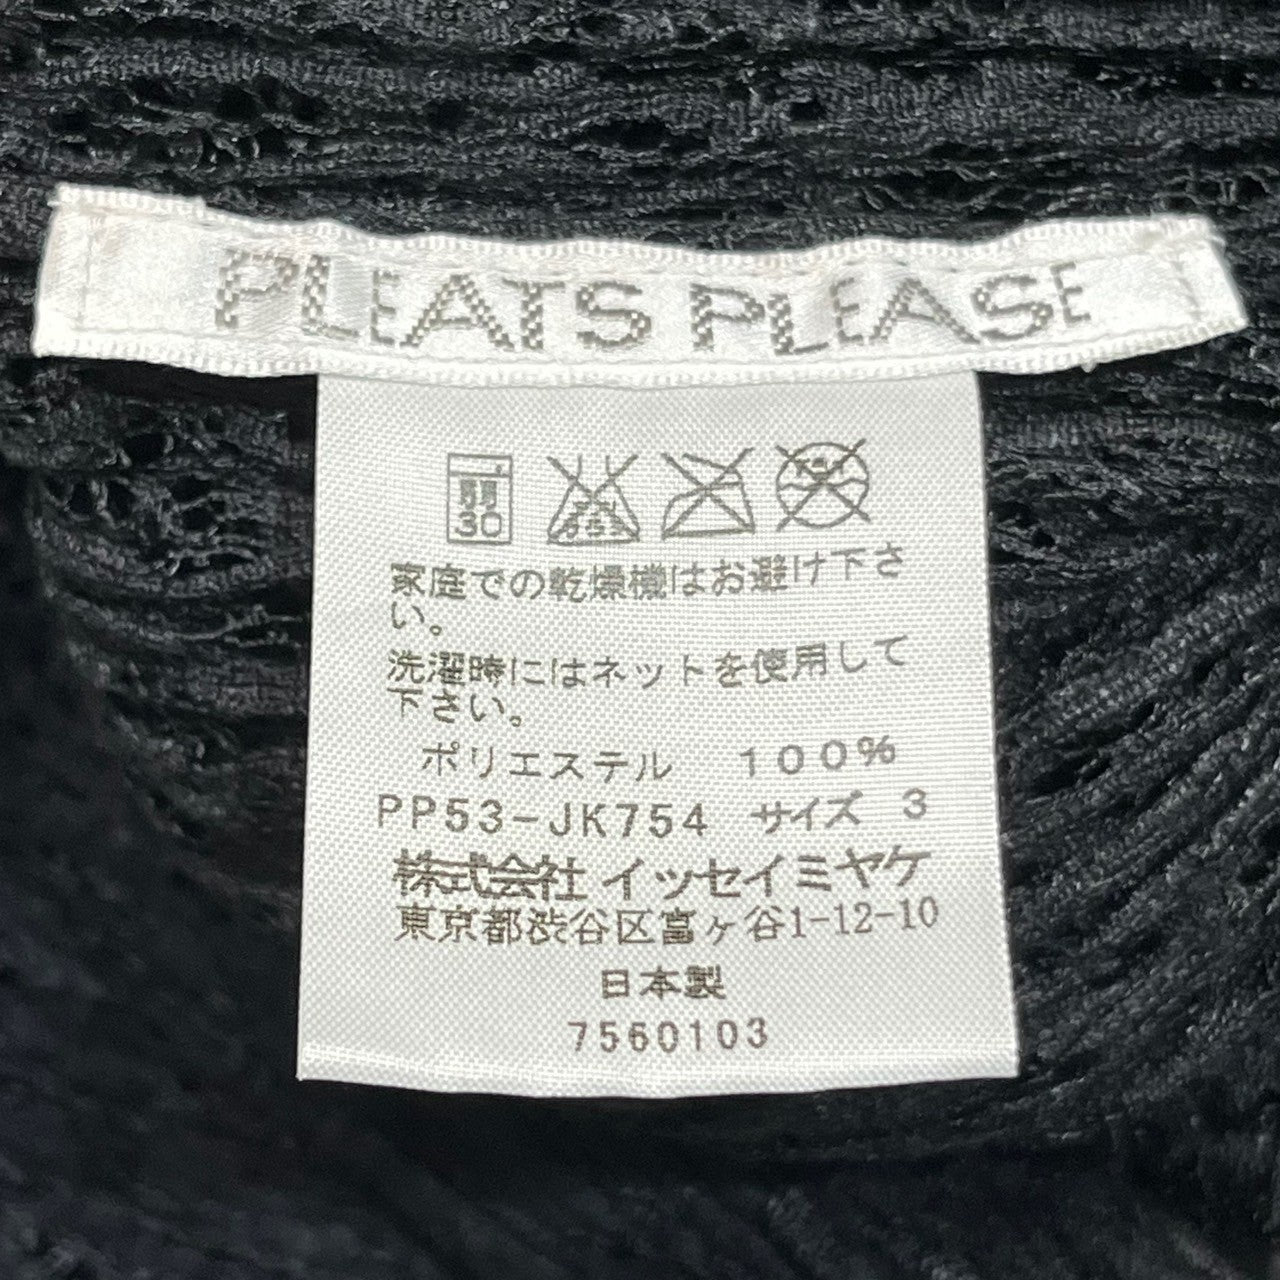 PLEATS PLEASE
弱
30
家庭での乾燥機はお避け下さ
い。
洗濯時にはネットを使用して
下さい。
ポリエステル 100%
PP53-JK754 サイズ 3
株式会社 イッセイミヤケ
東京都渋谷区富ヶ谷1-12-10
日本製
7560103